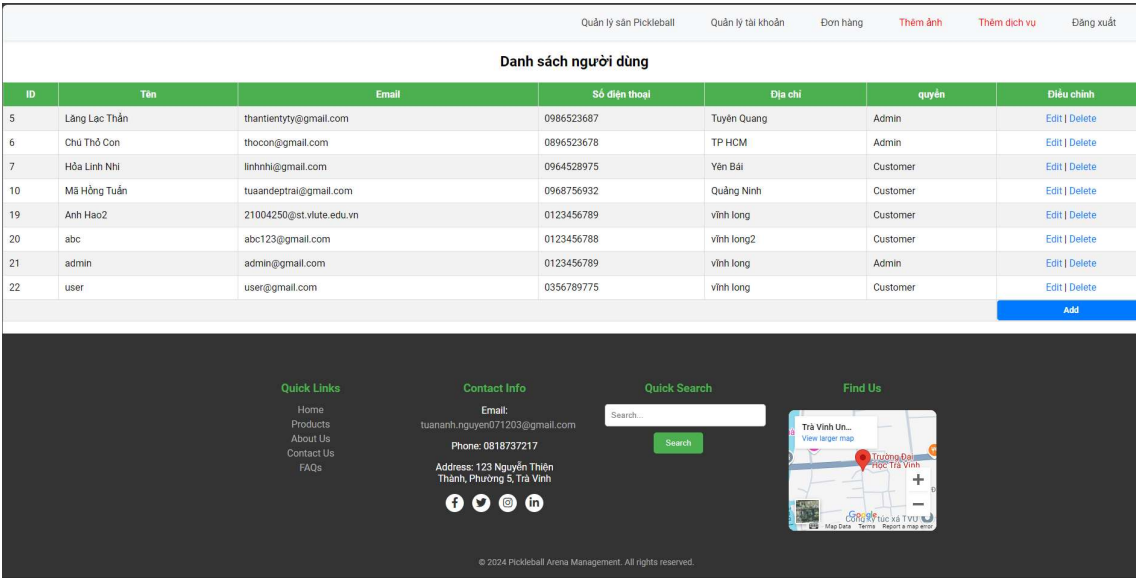 Quản lý sân Pickleball Quản lý tài khoản Đơn hàng Thêm ảnh Thêm dịch vụ Đăng xuất
Danh sách người dùng
ID Tên Email Số điện thoại Địa chỉ quyền Điều chỉnh
5 Lăng Lạc Thần thantientyty@gmail.com 0986523687 Tuyên Quang Admin Edit | Delete
6 Chú Thỏ Con thocon@gmail.com 0896523678 TP HCM Admin Edit | Delete
7 Hỏa Linh Nhi linhnhi@gmail.com 0964528975 Yên Bái Customer Edit | Delete
10 Mã Hồng Tuấn tuaandeptrai@gmail.com 0968756932 Quảng Ninh Customer Edit | Delete
19 Anh Hao2 21004250@st.vlute.edu.vn 0123456789 vĩnh long Customer Edit | Delete
20 abc abc123@gmail.com 0123456788 vĩnh long2 Customer Edit | Delete
21 admin admin@gmail.com 0123456789 vĩnh long Admin Edit | Delete
22 user user@gmail.com 0356789775 vĩnh long Customer Edit | Delete
Add
Quick Links
Home
Products
About Us
Contact Us
FAQs
Contact Info
Email:
tuananh.nguyen071203@gmail.com
Phone: 0818737217
Address: 123 Nguyễn Thiện
Thành, Phường 5, Trà Vinh
Quick Search
Search...
Search
Find Us
Trà Vinh Un...
View larger map
Trường Đại
Học Trà Vinh
Google
Công ký túc xá TVU
Map Data Terms Report a map error
© 2024 Pickleball Arena Management. All rights reserved.